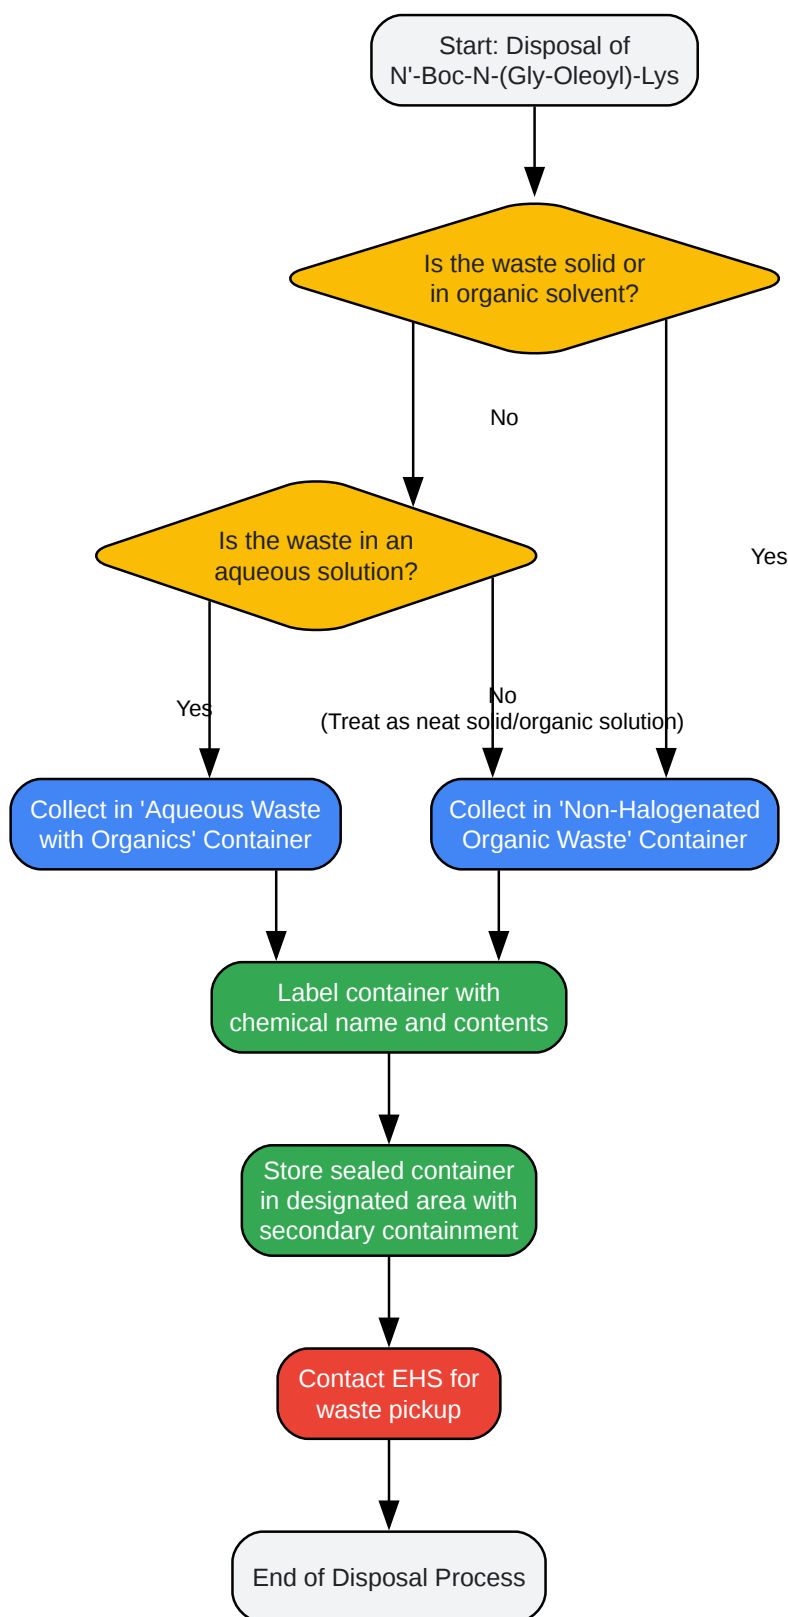 Start: Disposal of
N'-Boc-N-(Gly-Oleoyl)-Lys
Is the waste solid or
in organic solvent?
No
Is the waste in an
aqueous solution?
Yes
Yes
No
(Treat as neat solid/organic solution)
Collect in 'Aqueous Waste
with Organics' Container
Collect in 'Non-Halogenated
Organic Waste' Container
Label container with
chemical name and contents
Store sealed container
in designated area with
secondary containment
Contact EHS for
waste pickup
End of Disposal Process